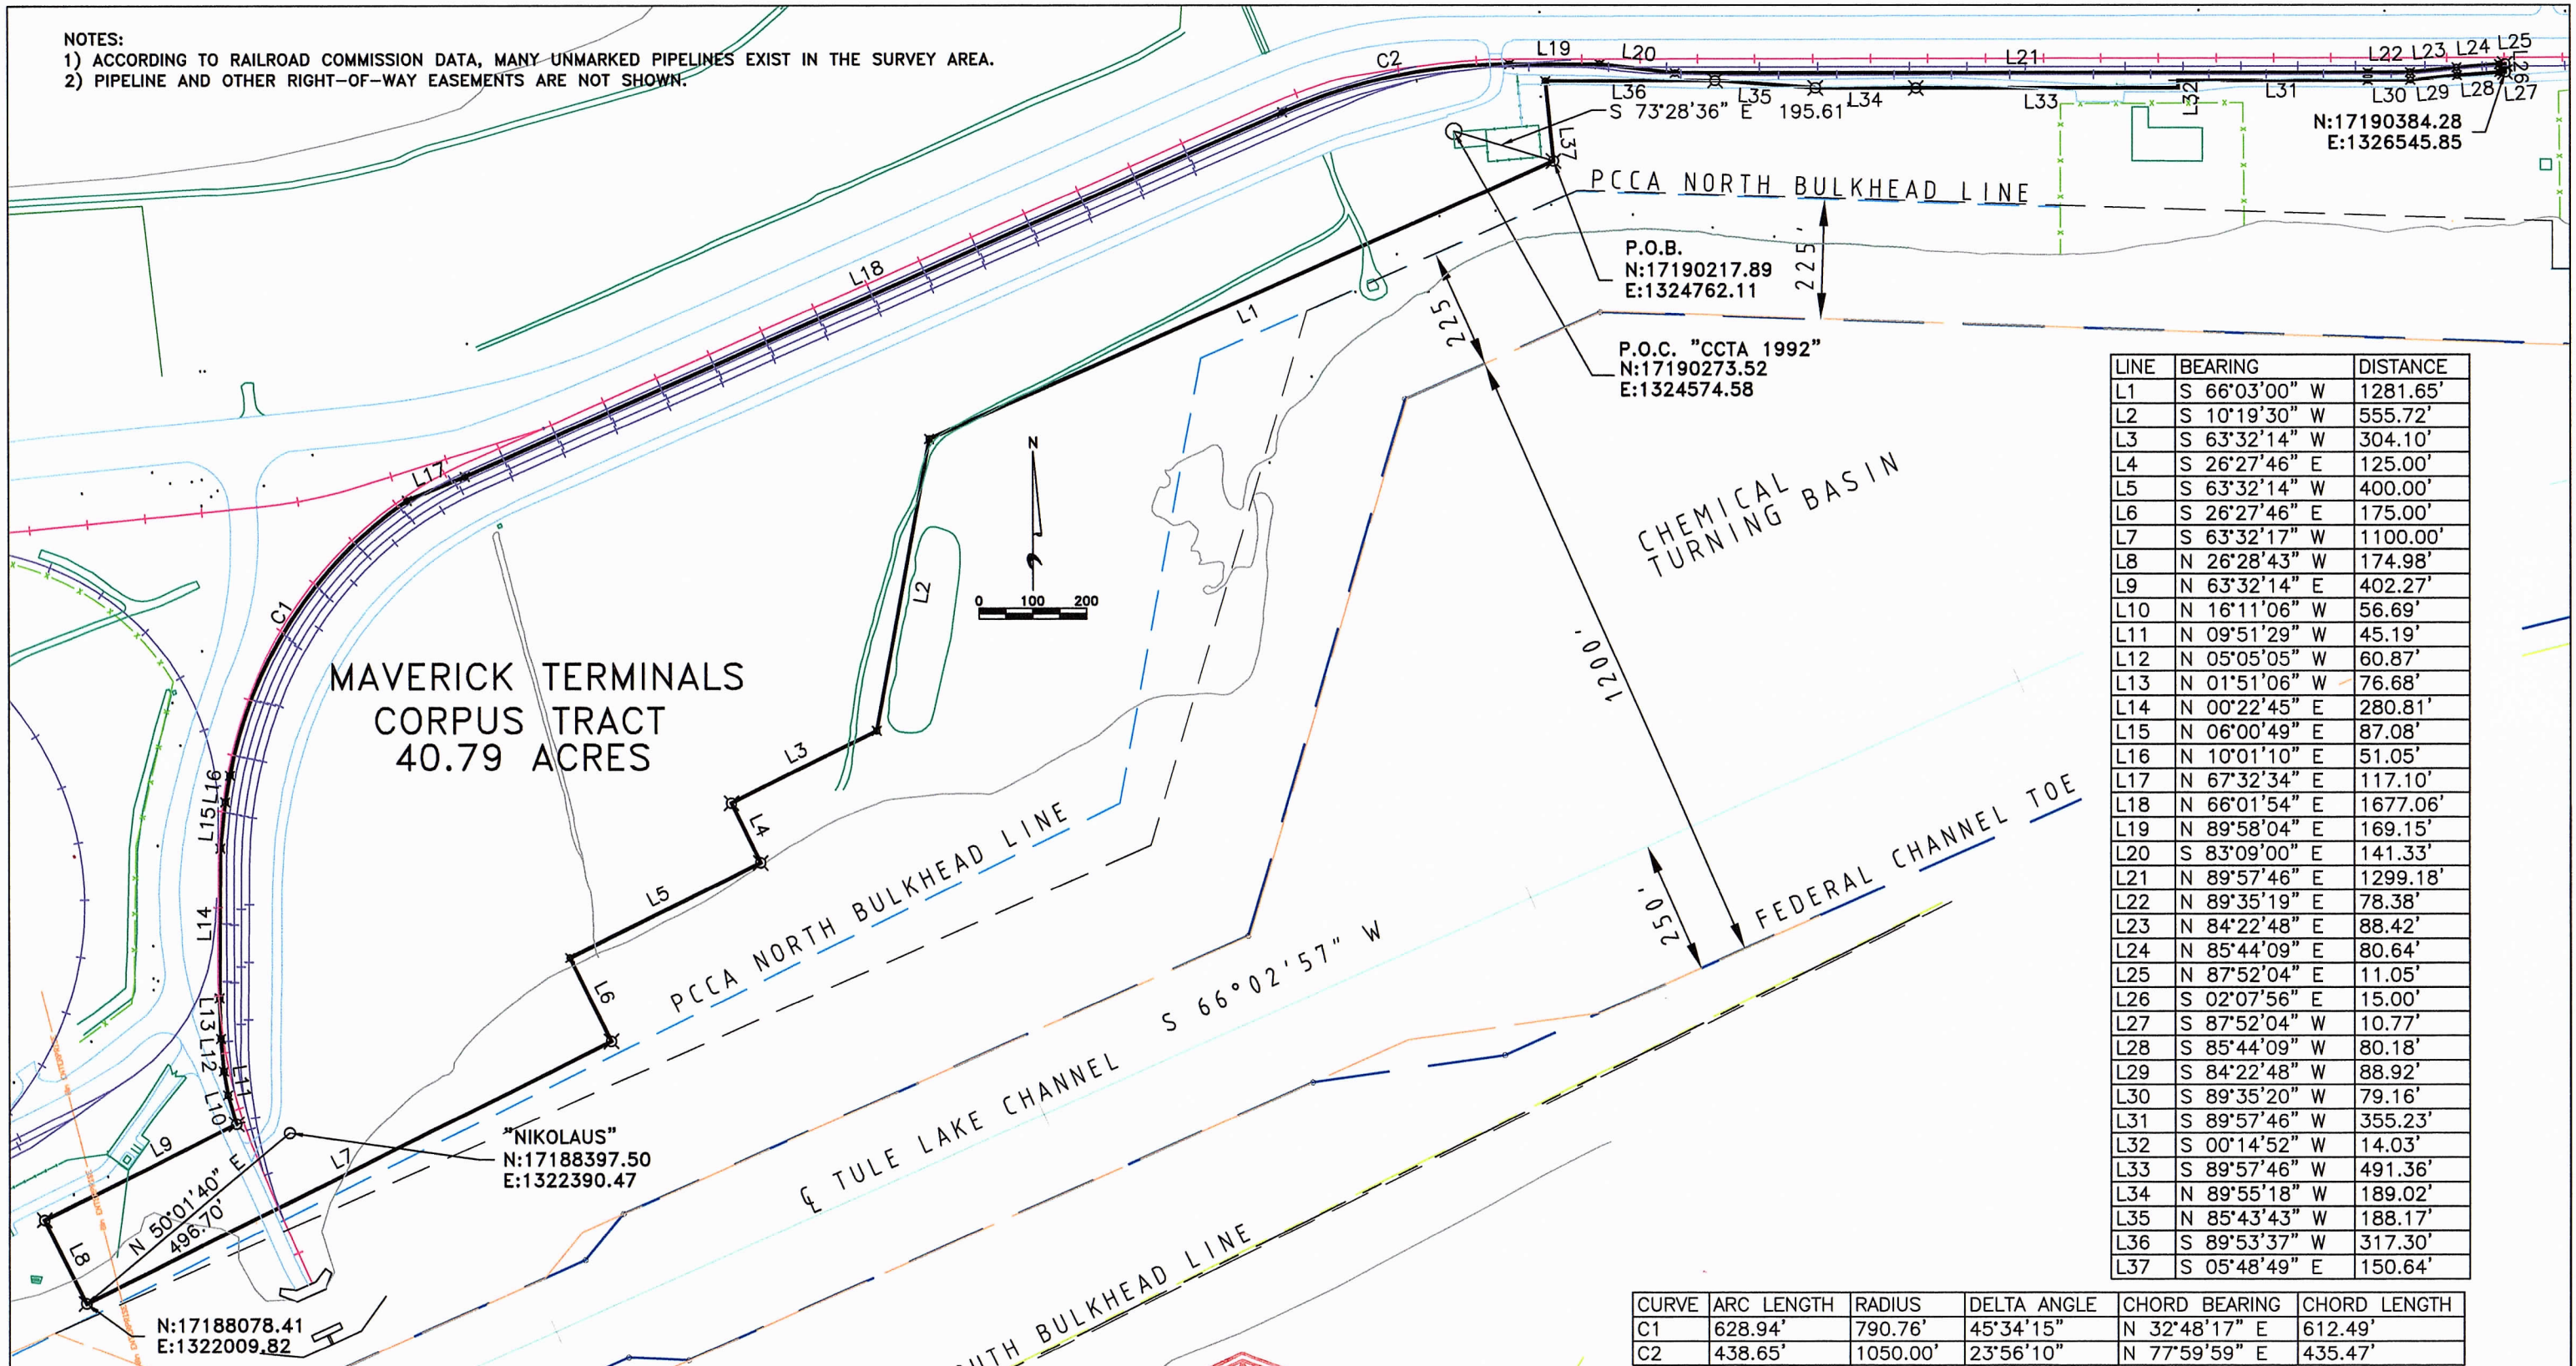 NOTES:
1) ACCORDING TO RAILROAD COMMISSION DATA, MANY UNMARKED PIPELINES EXIST IN THE SURVEY AREA.
2) PIPELINE AND OTHER RIGHT-OF-WAY EASEMENTS ARE NOT SHOWN.
C2
L19
L20
L21
L22
L23
L24
L25
L26
L27
L28
L29
L30
L31
L32
L33
L34
L35
L36
L37
S 73°28'36" E 195.61'
N:17190384.28
E:1326545.85
PCCA NORTH BULKHEAD LINE
225'
225'
P.O.B.
N:17190217.89
E:1324762.11
P.O.C. "CCTA 1992"
N:17190273.52
E:1324574.58
L18
L1
L17
N
0 100 200
L2
CHEMICAL
TURNING BASIN
C1
MAVERICK TERMINALS
CORPUS TRACT
40.79 ACRES
L3
L4
L5
L6
1200'
250'
FEDERAL CHANNEL TOE
PCCA NORTH BULKHEAD LINE
S 66°02'57" W
℄ TULE LAKE CHANNEL
L16
L15
L14
L13
L12
L11
L10
L9
L8
L7
N 50°01'40" E
496.70'
"NIKOLAUS"
N:17188397.50
E:1322390.47
N:17188078.41
E:1322009.82
BULKHEAD LINE
LINE BEARING DISTANCE
L1 S 66°03'00" W 1281.65'
L2 S 10°19'30" W 555.72'
L3 S 63°32'14" W 304.10'
L4 S 26°27'46" E 125.00'
L5 S 63°32'14" W 400.00'
L6 S 26°27'46" E 175.00'
L7 S 63°32'17" W 1100.00'
L8 N 26°28'43" W 174.98'
L9 N 63°32'14" E 402.27'
L10 N 16°11'06" W 56.69'
L11 N 09°51'29" W 45.19'
L12 N 05°05'05" W 60.87'
L13 N 01°51'06" W 76.68'
L14 N 00°22'45" E 280.81'
L15 N 06°00'49" E 87.08'
L16 N 10°01'10" E 51.05'
L17 N 67°32'34" E 117.10'
L18 N 66°01'54" E 1677.06'
L19 N 89°58'04" E 169.15'
L20 S 83°09'00" E 141.33'
L21 N 89°57'46" E 1299.18'
L22 N 89°35'19" E 78.38'
L23 N 84°22'48" E 88.42'
L24 N 85°44'09" E 80.64'
L25 N 87°52'04" E 11.05'
L26 S 02°07'56" E 15.00'
L27 S 87°52'04" W 10.77'
L28 S 85°44'09" W 80.18'
L29 S 84°22'48" W 88.92'
L30 S 89°35'20" W 79.16'
L31 S 89°57'46" W 355.23'
L32 S 00°14'52" W 14.03'
L33 S 89°57'46" W 491.36'
L34 N 89°55'18" W 189.02'
L35 N 85°43'43" W 188.17'
L36 S 89°53'37" W 317.30'
L37 S 05°48'49" E 150.64'
CURVE ARC LENGTH RADIUS DELTA ANGLE CHORD BEARING CHORD LENGTH
C1 628.94' 790.76' 45°34'15" N 32°48'17" E 612.49'
C2 438.65' 1050.00' 23°56'10" N 77°59'59" E 435.47'